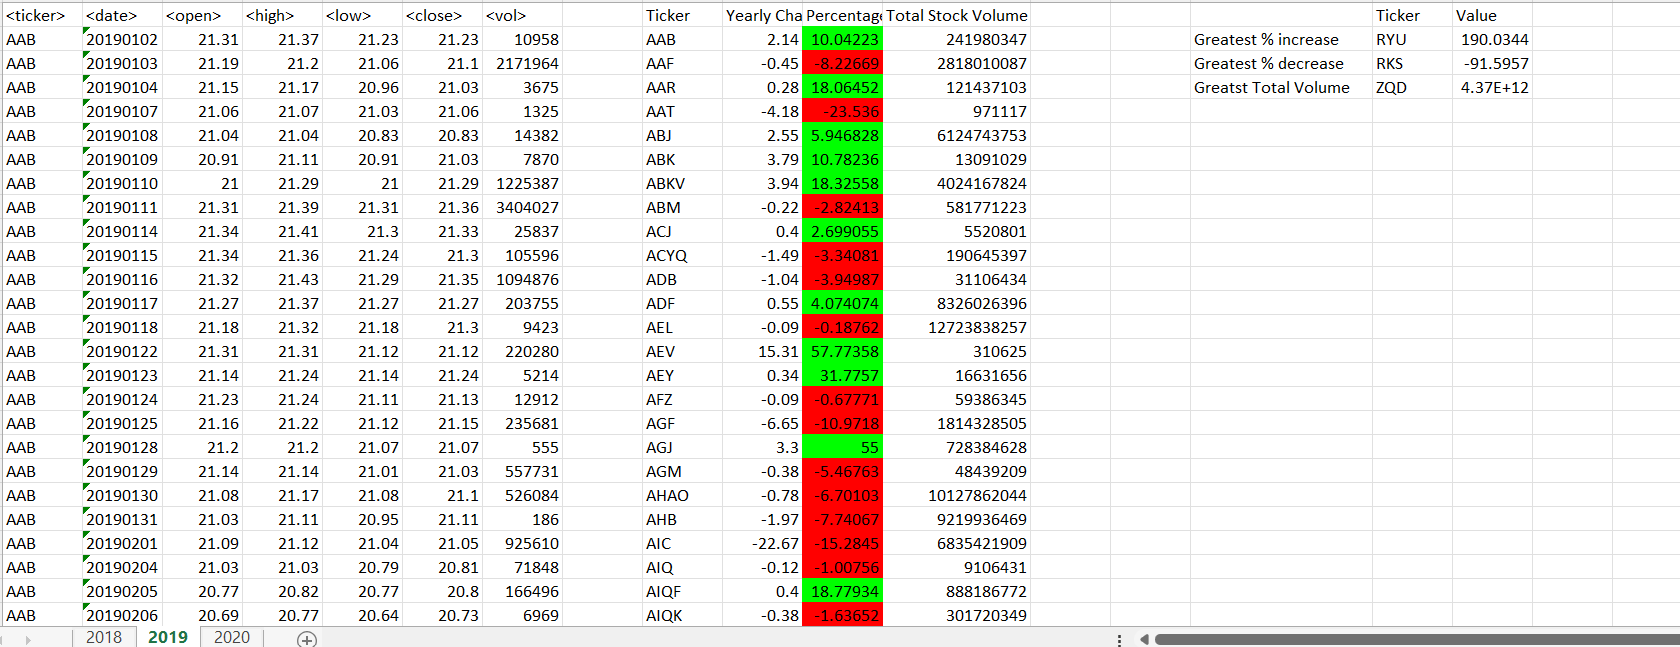 <ticker> <date> <open> <high> <low> <close> <vol> Ticker Yearly Cha Percentage Total Stock Volume Ticker Value
AAB 20190102 21.31 21.37 21.23 21.23 10958 AAB 2.14 10.04223 241980347 Greatest % increase RYU 190.0344
AAB 20190103 21.19 21.2 21.06 21.1 2171964 AAF -0.45 -8.22669 2818010087 Greatest % decrease RKS -91.5957
AAB 20190104 21.15 21.17 20.96 21.03 3675 AAR 0.28 18.06452 121437103 Greatst Total Volume ZQD 4.37E+12
AAB 20190107 21.06 21.07 21.03 21.06 1325 AAT -4.18 -23.536 971117
AAB 20190108 21.04 21.04 20.83 20.83 14382 ABJ 2.55 5.946828 6124743753
AAB 20190109 20.91 21.11 20.91 21.03 7870 ABK 3.79 10.78236 13091029
AAB 20190110 21 21.29 21 21.29 1225387 ABKV 3.94 18.32558 4024167824
AAB 20190111 21.31 21.39 21.31 21.36 3404027 ABM -0.22 -2.82413 581771223
AAB 20190114 21.34 21.41 21.3 21.33 25837 ACJ 0.4 2.699055 5520801
AAB 20190115 21.34 21.36 21.24 21.3 105596 ACYQ -1.49 -3.34081 190645397
AAB 20190116 21.32 21.43 21.29 21.35 1094876 ADB -1.04 -3.94987 31106434
AAB 20190117 21.27 21.37 21.27 21.27 203755 ADF 0.55 4.074074 8326026396
AAB 20190118 21.18 21.32 21.18 21.3 9423 AEL -0.09 -0.18762 12723838257
AAB 20190122 21.31 21.31 21.12 21.12 220280 AEV 15.31 57.77358 310625
AAB 20190123 21.14 21.24 21.14 21.24 5214 AEY 0.34 31.7757 16631656
AAB 20190124 21.23 21.24 21.11 21.13 12912 AFZ -0.09 -0.67771 59386345
AAB 20190125 21.16 21.22 21.12 21.15 235681 AGF -6.65 -10.9718 1814328505
AAB 20190128 21.2 21.2 21.07 21.07 555 AGJ 3.3 55 728384628
AAB 20190129 21.14 21.14 21.01 21.03 557731 AGM -0.38 -5.46763 48439209
AAB 20190130 21.08 21.17 21.08 21.1 526084 AHAO -0.78 -6.70103 10127862044
AAB 20190131 21.03 21.11 20.95 21.11 186 AHB -1.97 -7.74067 9219936469
AAB 20190201 21.09 21.12 21.04 21.05 925610 AIC -22.67 -15.2845 6835421909
AAB 20190204 21.03 21.03 20.79 20.81 71848 AIQ -0.12 -1.00756 9106431
AAB 20190205 20.77 20.82 20.77 20.8 166496 AIQF 0.4 18.77934 888186772
AAB 20190206 20.69 20.77 20.64 20.73 6969 AIQK -0.38 -1.63652 301720349
2018 2019 2020